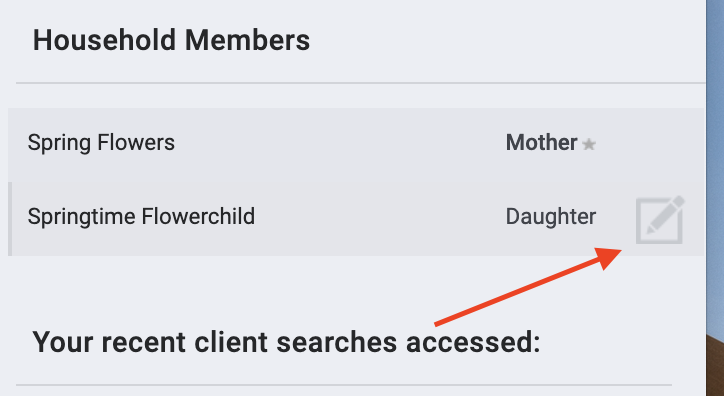 Household Members
Spring Flowers Mother
Springtime Flowerchild Daughter
Your recent client searches accessed: